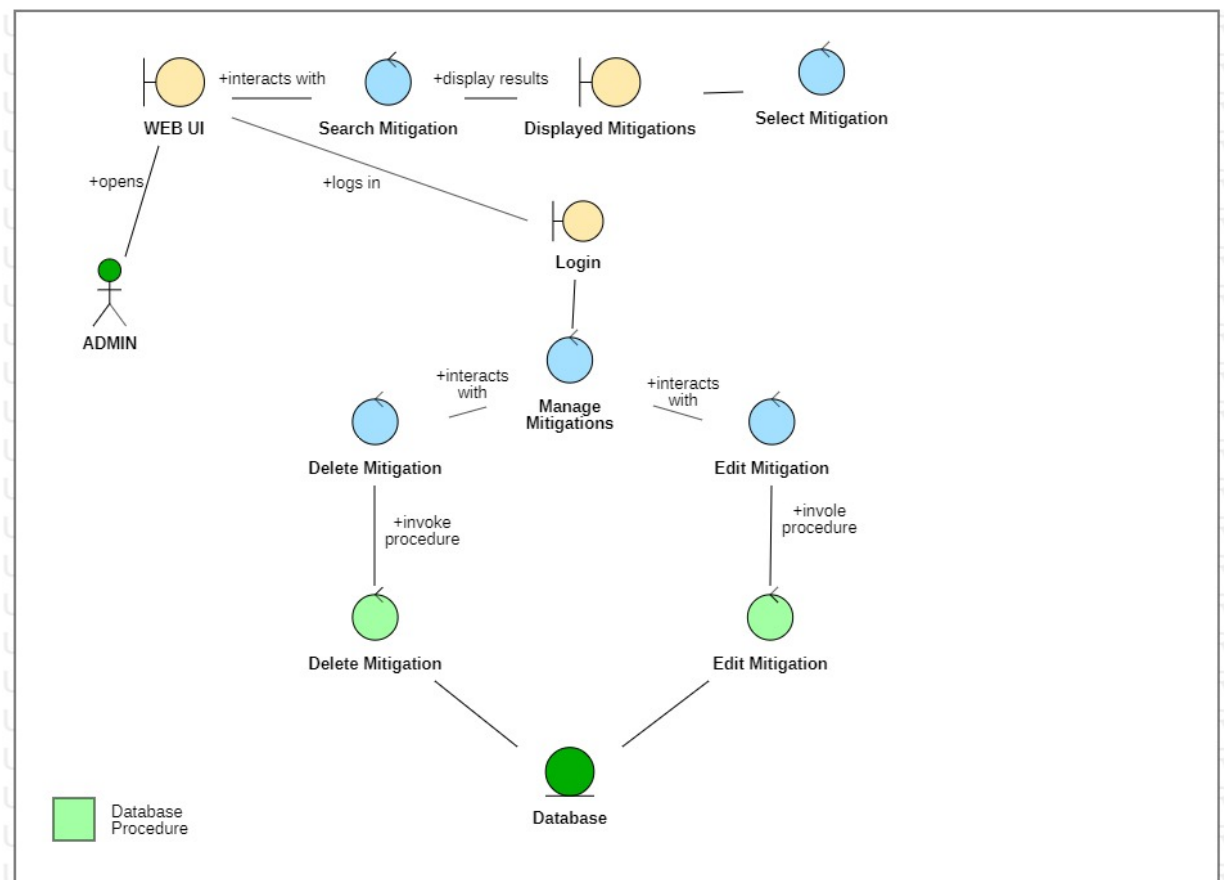 +interacts with
+display results
WEB UI
Search Mitigation
Displayed Mitigations
Select Mitigation
+opens
+logs in
Login
ADMIN
+interacts
with
+interacts
with
Manage
Mitigations
Delete Mitigation
Edit Mitigation
+invoke
procedure
+invole
procedure
Delete Mitigation
Edit Mitigation
Database
Database
Procedure